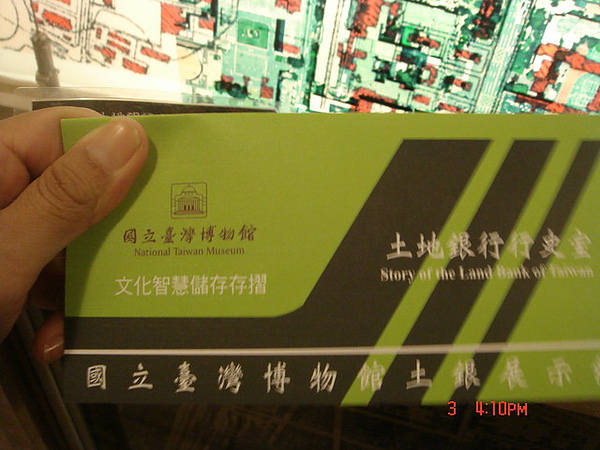 國立臺灣博物館
National Taiwan Museum
文化智慧儲存存摺
土地銀行行史室
Story of the Land Bank of Taiwan
國立臺灣博物館土銀展示
3 4:10PM